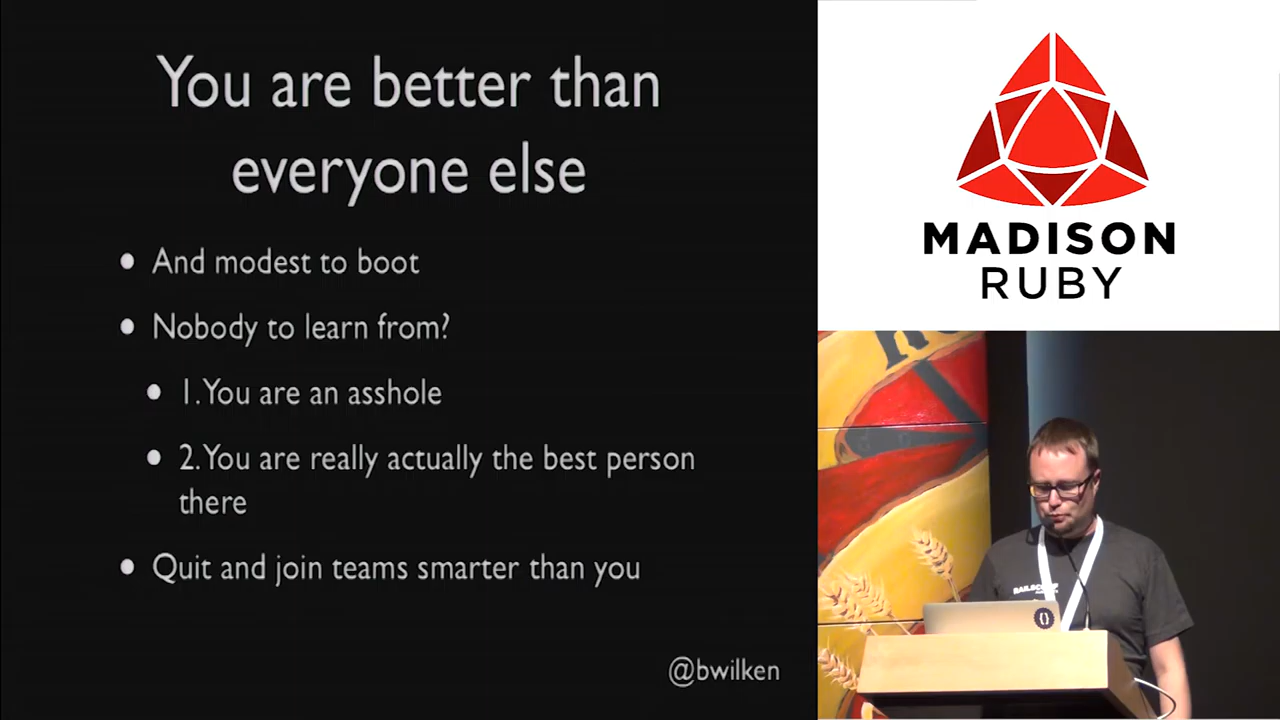 You are better than
everyone else
And modest to boot
Nobody to learn from?
1. You are an asshole
2. You are really actually the best person
there
Quit and join teams smarter than you
@bwilken
MADISON
RUBY